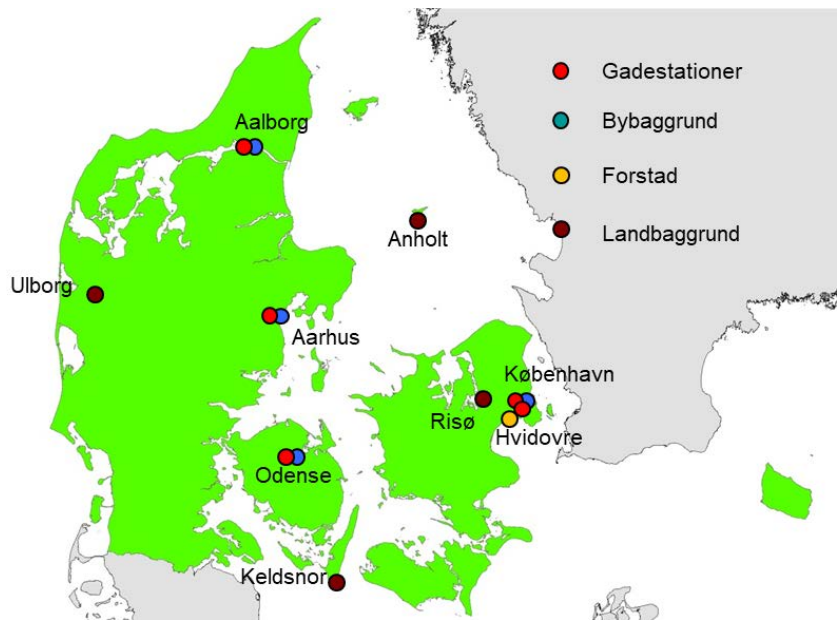 Gadestationer
Aalborg
Bybaggrund
Forstad
Anholt
Landbaggrund
Ulborg
Aarhus
København
Risø
Hvidovre
Odense
Keldsnor